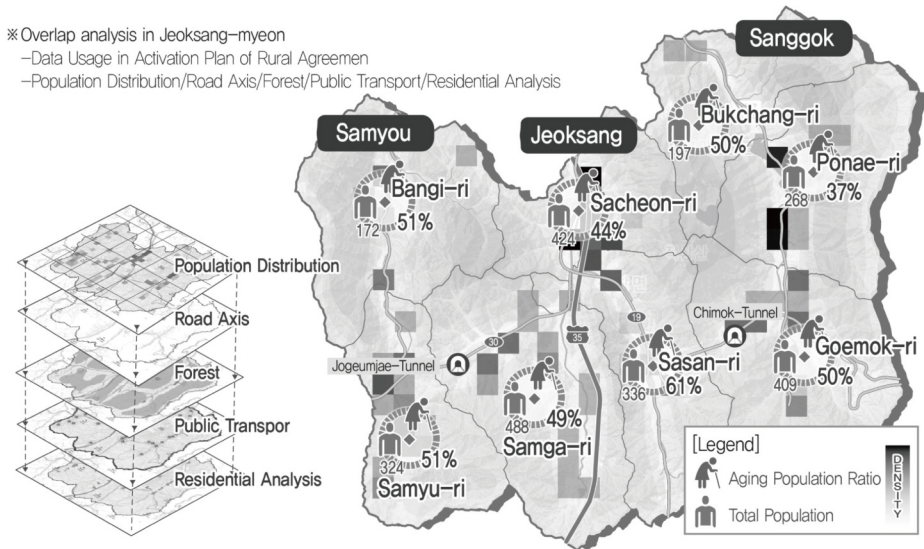 ※Overlap analysis in Jeoksang-myeon
-Data Usage in Activation Plan of Rural Agreemen
-Population Distribution/Road Axis/Forest/Public Transport/Residential Analysis
Sanggok
Samyou
Jeoksang
Bukchang-ri
197
50%
Ponae-ri
268
37%
Bangi-ri
172
51%
Sacheon-ri
424
44%
Population Distribution
Road Axis
Forest
Public Transpor
Residential Analysis
19
30
35
Chimok-Tunnel
Jogeumjae-Tunnel
Goemok-ri
409
50%
Sasan-ri
336
61%
488
49%
Samga-ri
324
51%
Samyu-ri
[Legend]
Aging Population Ratio
Total Population
DENSITY